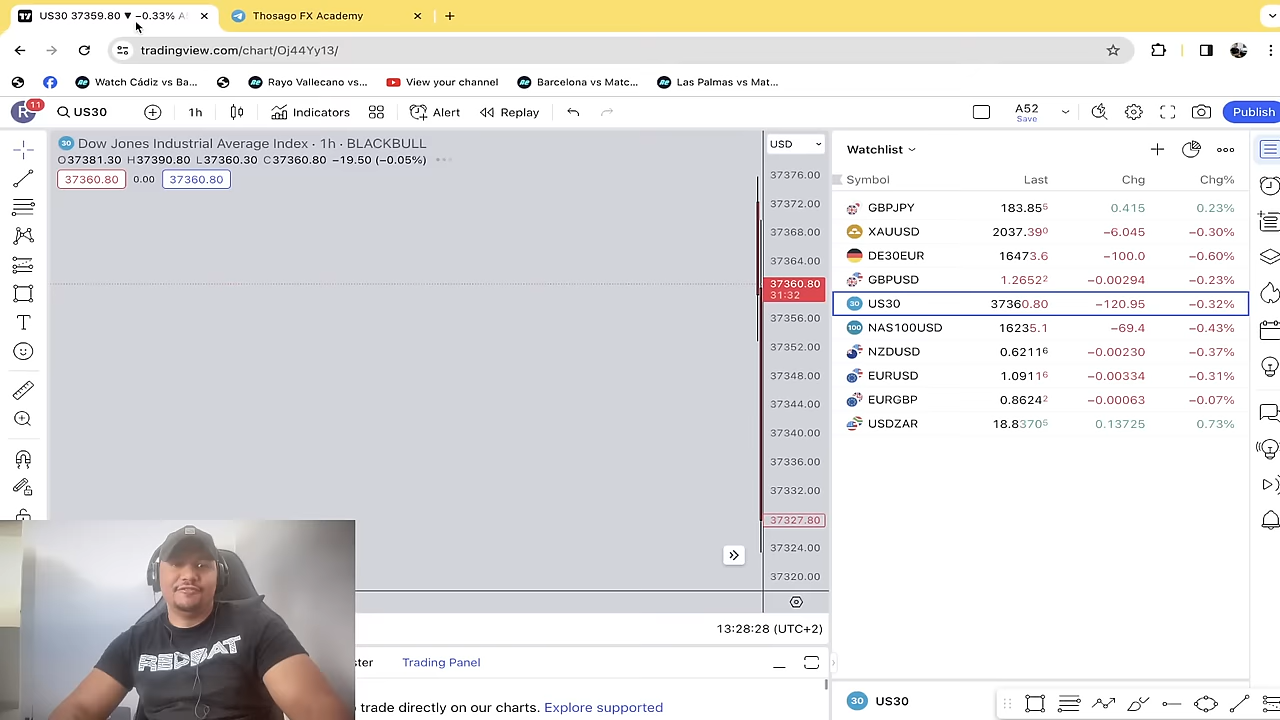 US30 37359.80 ▼ −0.33%
Thosago FX Academy
tradingview.com/chart/Oj44Yy13/
Watch Cádiz vs Ba...
Rayo Vallecano vs...
View your channel
Barcelona vs Matc...
Las Palmas vs Mat...
R 11
US30
1h
Indicators
Alert
Replay
A52
Save
Publish
30 Dow Jones Industrial Average Index · 1h · BLACKBULL
O37381.30 H37390.80 L37360.30 C37360.80 −19.50 (−0.05%)
37360.80 0.00 37360.80
USD
37376.00
37372.00
37368.00
37364.00
37360.80
31:32
37356.00
37352.00
37348.00
37344.00
37340.00
37336.00
37332.00
37327.80
37324.00
37320.00
Watchlist
Symbol Last Chg Chg%
GBPJPY 183.855 0.415 0.23%
XAUUSD 2037.390 −6.045 −0.30%
DE30EUR 16473.6 −100.0 −0.60%
GBPUSD 1.26522 −0.00294 −0.23%
30 US30 37360.80 −120.95 −0.32%
100 NAS100USD 16235.1 −69.4 −0.43%
NZDUSD 0.62116 −0.00230 −0.37%
EURUSD 1.09116 −0.00334 −0.31%
EURGBP 0.86242 −0.00063 −0.07%
USDZAR 18.83705 0.13725 0.73%
13:28:28 (UTC+2)
ster
Trading Panel
trade directly on our charts. Explore supported
30 US30